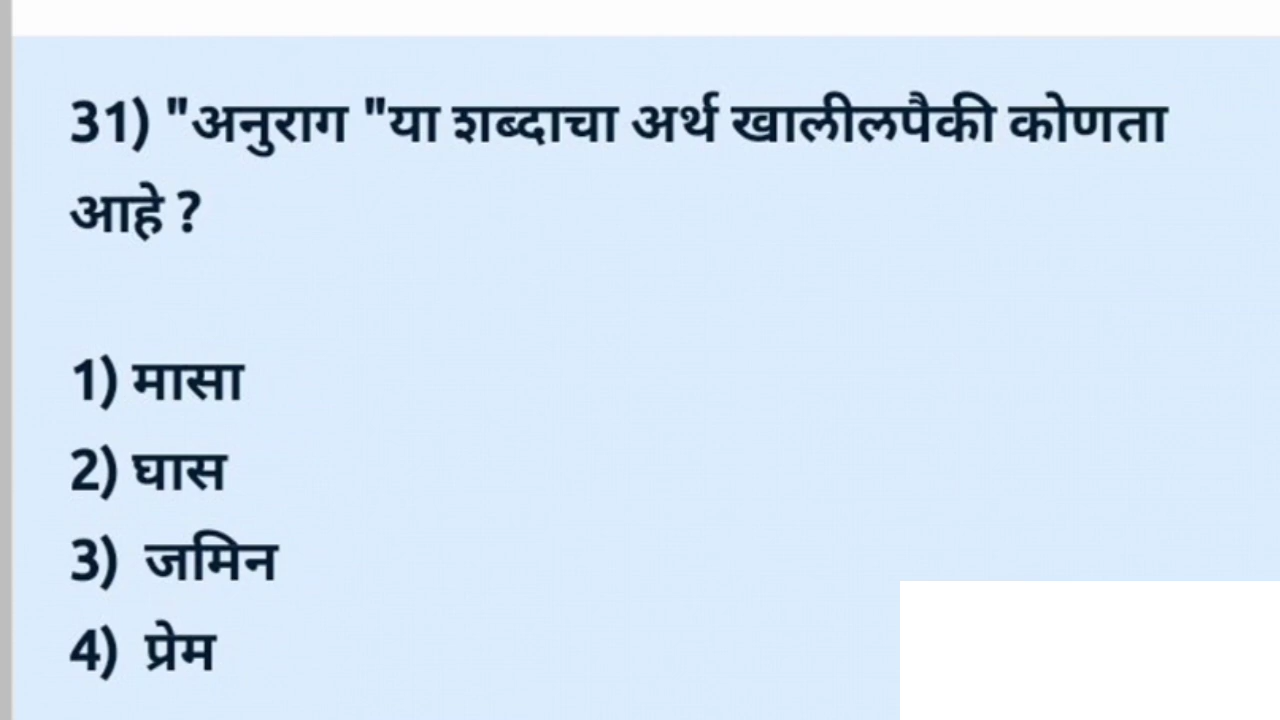 31) "अनुराग "या शब्दाचा अर्थ खालीलपैकी कोणता
आहे ?
1) मासा
2) घास
3) जमिन
4) प्रेम